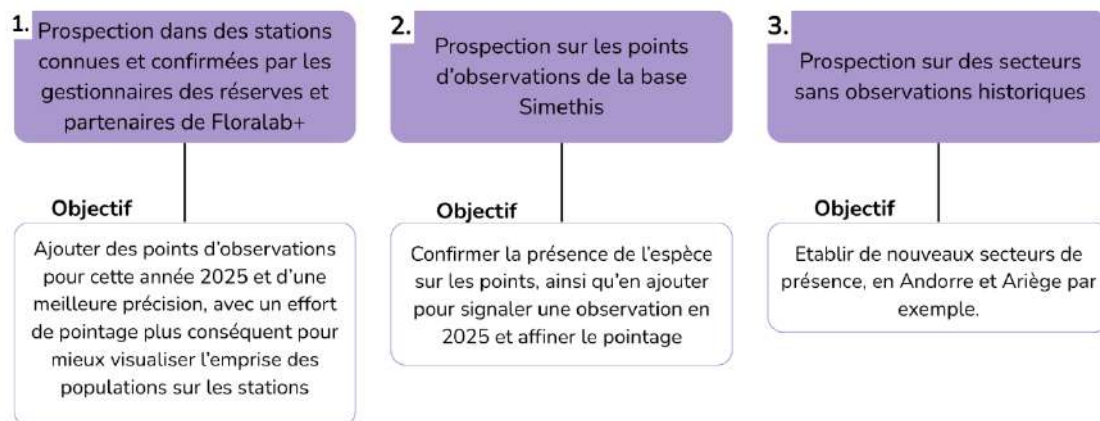 1.
Prospection dans des stations
connues et confirmées par les
gestionnaires des réserves et
partenaires de Floralab+
Objectif
Ajouter des points d'observations
pour cette année 2025 et d'une
meilleure précision, avec un effort
de pointage plus conséquent pour
mieux visualiser l'emprise des
populations sur les stations
2.
Prospection sur les points
d'observations de la base
Simethis
Objectif
Confirmer la présence de l'espèce
sur les points, ainsi qu'en ajouter
pour signaler une observation en
2025 et affiner le pointage
3.
Prospection sur des secteurs
sans observations historiques
Objectif
Etablir de nouveaux secteurs de
présence, en Andorre et Ariège par
exemple.